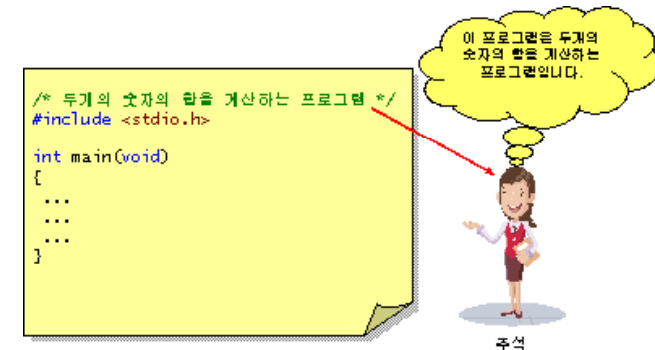 /* 두개의 숫자의 합을 계산하는 프로그램 */
#include <stdio.h>
int main(void)
{
...
...
...
}
이 프로그램은 두개의
숫자의 합을 계산하는
프로그램입니다.
주석